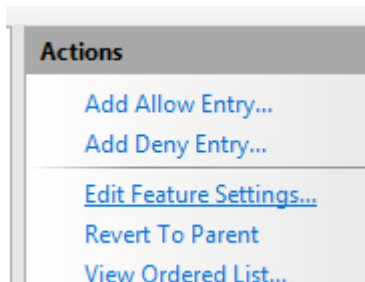 Actions
Add Allow Entry...
Add Deny Entry...
Edit Feature Settings...
Revert To Parent
View Ordered List...